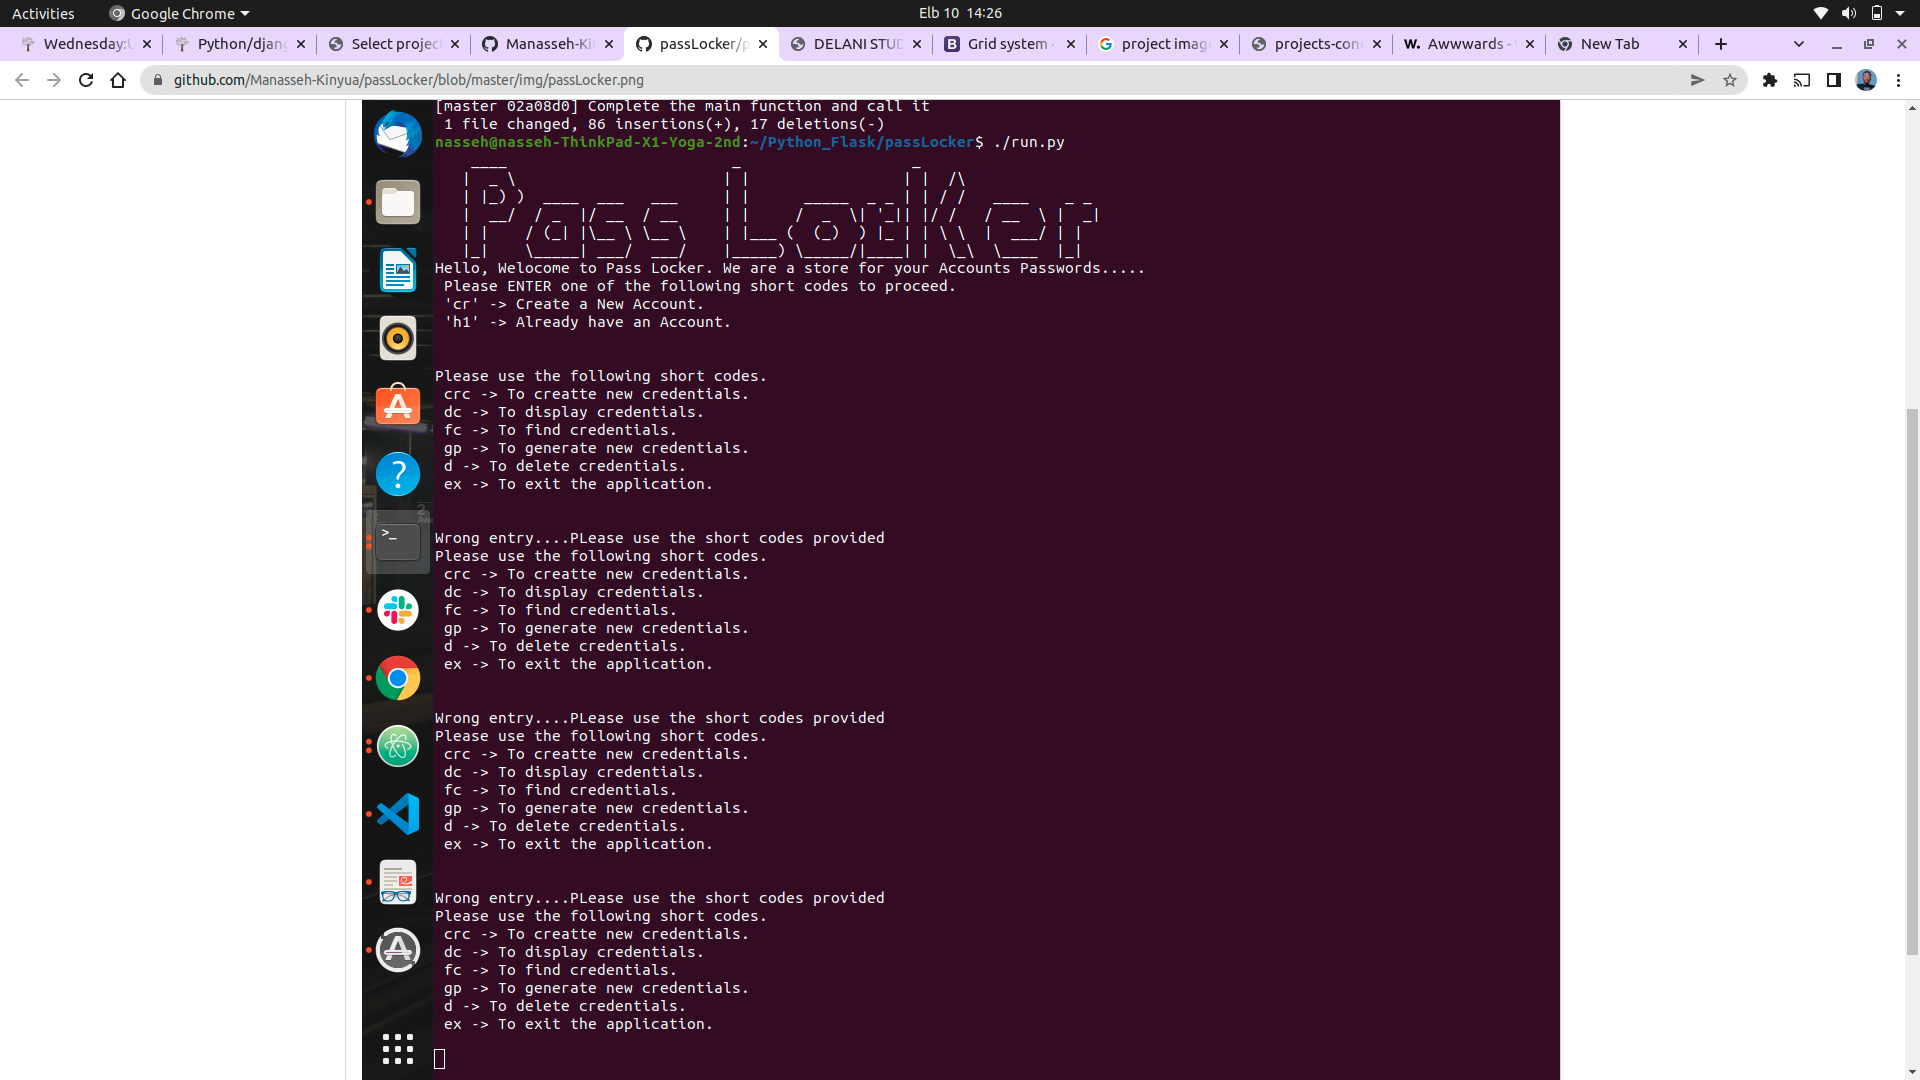 Activities
Google Chrome
Elb 10 14:26
Wednesday:
Python/djan
Select projec
Manasseh-Ki
passLocker/p
DELANI STUD
Grid system -
project imag
projects-con
W. Awwwards -
New Tab
github.com/Manasseh-Kinyua/passLocker/blob/master/img/passLocker.png
[master 02a08d0] Complete the main function and call it
1 file changed, 86 insertions(+), 17 deletions(-)
nasseh@nasseh-ThinkPad-X1-Yoga-2nd:~/Python_Flask/passLocker$ ./run.py
Pass Locker
Hello, Welocome to Pass Locker. We are a store for your Accounts Passwords.....
Please ENTER one of the following short codes to proceed.
'cr' -> Create a New Account.
'h1' -> Already have an Account.
Please use the following short codes.
crc -> To creatte new credentials.
dc -> To display credentials.
fc -> To find credentials.
gp -> To generate new credentials.
d -> To delete credentials.
ex -> To exit the application.
Wrong entry....PLease use the short codes provided
Please use the following short codes.
crc -> To creatte new credentials.
dc -> To display credentials.
fc -> To find credentials.
gp -> To generate new credentials.
d -> To delete credentials.
ex -> To exit the application.
Wrong entry....PLease use the short codes provided
Please use the following short codes.
crc -> To creatte new credentials.
dc -> To display credentials.
fc -> To find credentials.
gp -> To generate new credentials.
d -> To delete credentials.
ex -> To exit the application.
Wrong entry....PLease use the short codes provided
Please use the following short codes.
crc -> To creatte new credentials.
dc -> To display credentials.
fc -> To find credentials.
gp -> To generate new credentials.
d -> To delete credentials.
ex -> To exit the application.